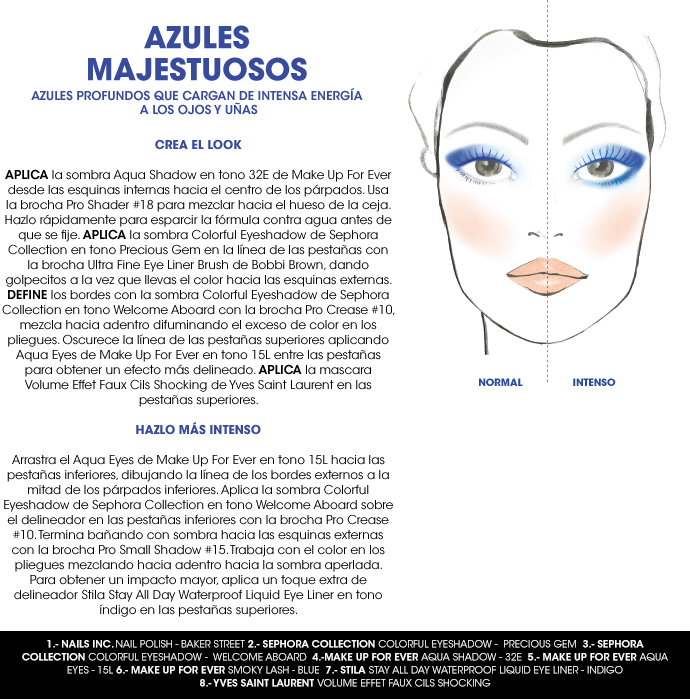 AZULES
MAJESTUOSOS
AZULES PROFUNDOS QUE CARGAN DE INTENSA ENERGÍA
A LOS OJOS Y UÑAS
CREA EL LOOK
APLICA la sombra Aqua Shadow en tono 32E de Make Up For Ever
desde las esquinas internas hacia el centro de los párpados. Usa
la brocha Pro Shader #18 para mezclar hacia el hueso de la ceja.
Hazlo rápidamente para esparcir la fórmula contra agua antes de
que se fije. APLICA la sombra Colorful Eyeshadow de Sephora
Collection en tono Precious Gem en la línea de las pestañas con
la brocha Ultra Fine Eye Liner Brush de Bobbi Brown, dando
golpecitos a la vez que llevas el color hacia las esquinas externas.
DEFINE los bordes con la sombra Colorful Eyeshadow de Sephora
Collection en tono Welcome Aboard con la brocha Pro Crease #10,
mezcla hacia adentro difuminando el exceso de color en los
pliegues. Oscurece la línea de las pestañas superiores aplicando
Aqua Eyes de Make Up For Ever en tono 15L entre las pestañas
para obtener un efecto más delineado. APLICA la mascara
Volume Effet Faux Cils Shocking de Yves Saint Laurent en las
pestañas superiores.
HAZLO MÁS INTENSO
Arrastra el Aqua Eyes de Make Up For Ever en tono 15L hacia las
pestañas inferiores, dibujando la línea de los bordes externos a la
mitad de los párpados inferiores. Aplica la sombra Colorful
Eyeshadow de Sephora Collection en tono Welcome Aboard sobre
el delineador en las pestañas inferiores con la brocha Pro Crease
#10. Termina bañando con sombra hacia las esquinas externas
con la brocha Pro Small Shadow #15. Trabaja con el color en los
pliegues mezclando hacia adentro hacia la sombra aperlada.
Para obtener un impacto mayor, aplica un toque extra de
delineador Stila Stay All Day Waterproof Liquid Eye Liner en tono
índigo en las pestañas superiores.
NORMAL
INTENSO
1.- NAILS INC. NAIL POLISH - BAKER STREET 2.- SEPHORA COLLECTION COLORFUL EYESHADOW - PRECIOUS GEM 3.- SEPHORA
COLLECTION COLORFUL EYESHADOW - WELCOME ABOARD 4.-MAKE UP FOR EVER AQUA SHADOW - 32E 5.- MAKE UP FOR EVER AQUA
EYES - 15L 6.- MAKE UP FOR EVER SMOKY LASH - BLUE 7.- STILA STAY ALL DAY WATERPROOF LIQUID EYE LINER - INDIGO
8.- YVES SAINT LAURENT VOLUME EFFET FAUX CILS SHOCKING